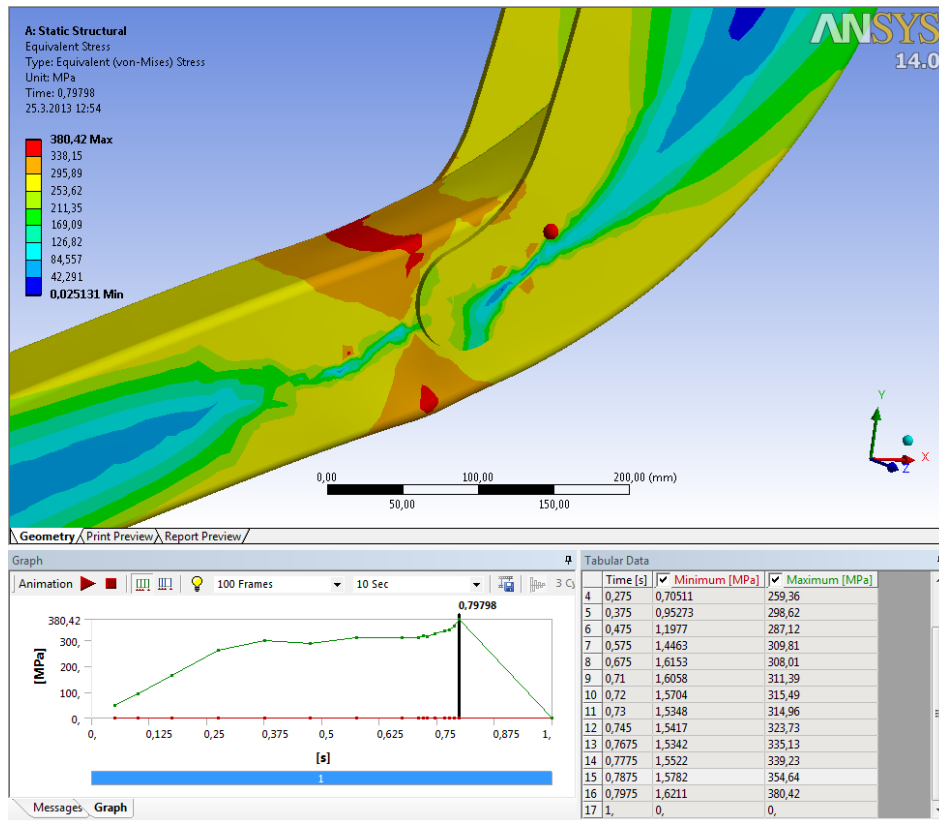 A: Static Structural
Equivalent Stress
Type: Equivalent (von-Mises) Stress
Unit: MPa
Time: 0,79798
25.3.2013 12:54
ANSYS
14.0
380,42 Max
338,15
295,89
253,62
211,35
169,09
126,82
84,557
42,291
0,025131 Min
Y
X
Z
0,00 100,00 200,00 (mm)
50,00 150,00
Geometry Print Preview Report Preview
Graph
Animation 100 Frames 10 Sec 3 Cy
0,79798
380,42
300,
200,
100,
0,
[MPa]
0, 0,125 0,25 0,375 0,5 0,625 0,75 0,875 1,
[s]
1
Messages Graph
Tabular Data
Time [s] Minimum [MPa] Maximum [MPa]
4 0,275 0,70511 259,36
5 0,375 0,95273 298,62
6 0,475 1,1977 287,12
7 0,575 1,4463 309,81
8 0,675 1,6153 308,01
9 0,71 1,6058 311,39
10 0,72 1,5704 315,49
11 0,73 1,5348 314,96
12 0,745 1,5417 323,73
13 0,7675 1,5342 335,13
14 0,7775 1,5522 339,23
15 0,7875 1,5782 354,64
16 0,7975 1,6211 380,42
17 1, 0, 0,